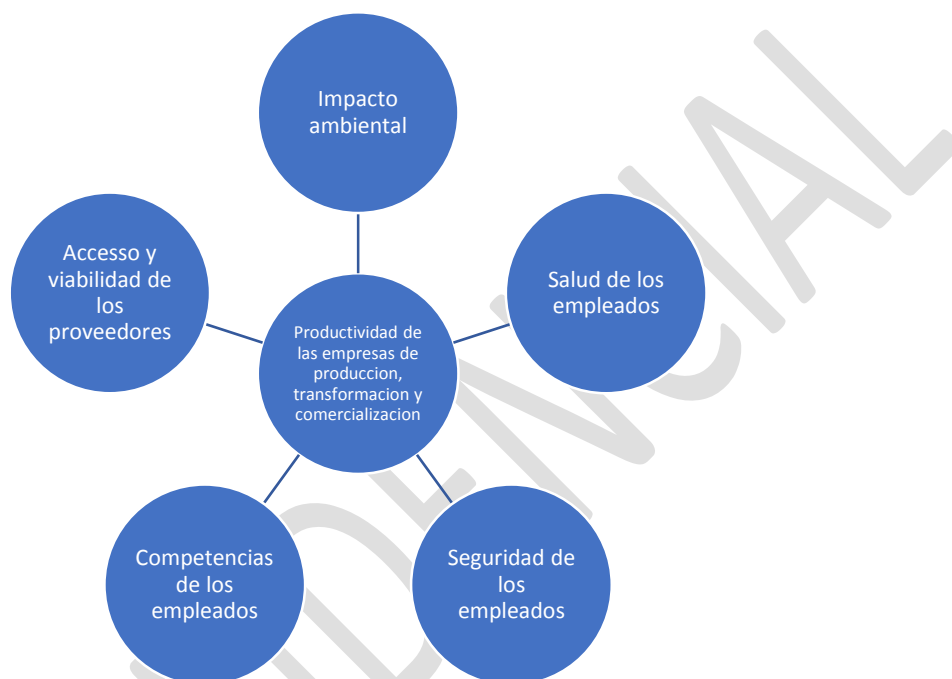 Impacto
ambiental
Accesso y
viabilidad de
los
proveedores
Salud de los
empleados
Productividad de
las empresas de
produccion,
transformacion y
comercializacion
Competencias
de los
empleados
Seguridad de
los
empleados
DENCIAL